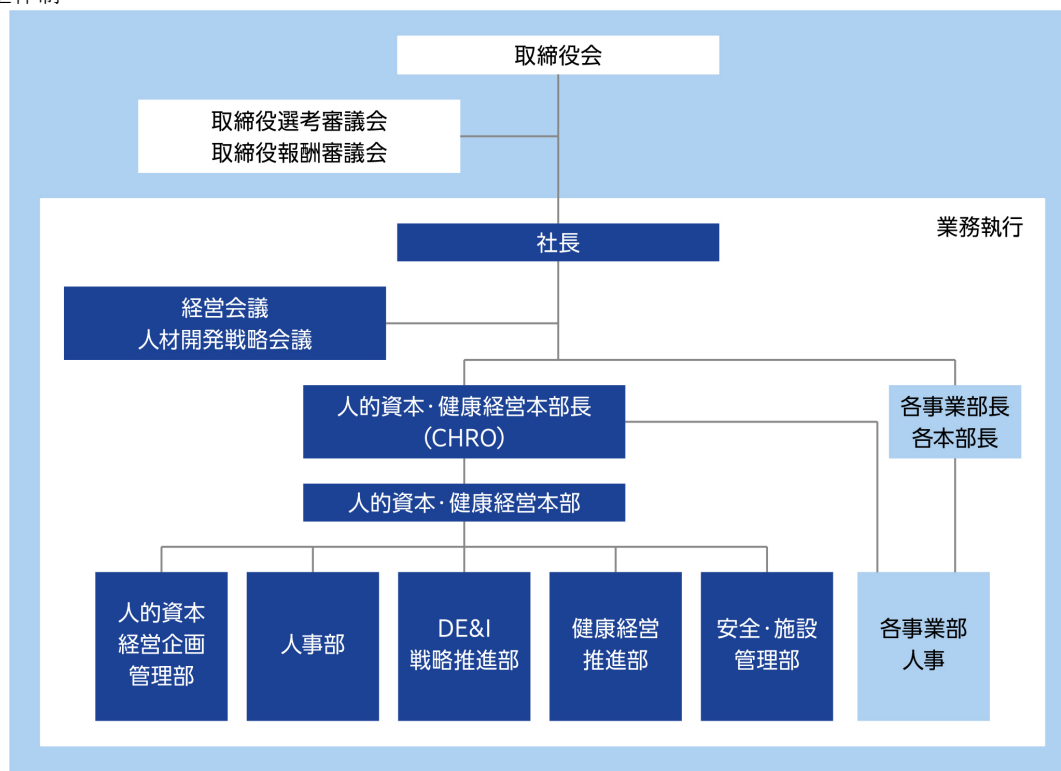 取締役会
取締役選考審議会
取締役報酬審議会
業務執行
社長
経営会議
人材開発戦略会議
人的資本・健康経営本部長
（CHRO）
各事業部長
各本部長
人的資本・健康経営本部
人的資本
経営企画
管理部
人事部
DE&I
戦略推進部
健康経営
推進部
安全・施設
管理部
各事業部
人事